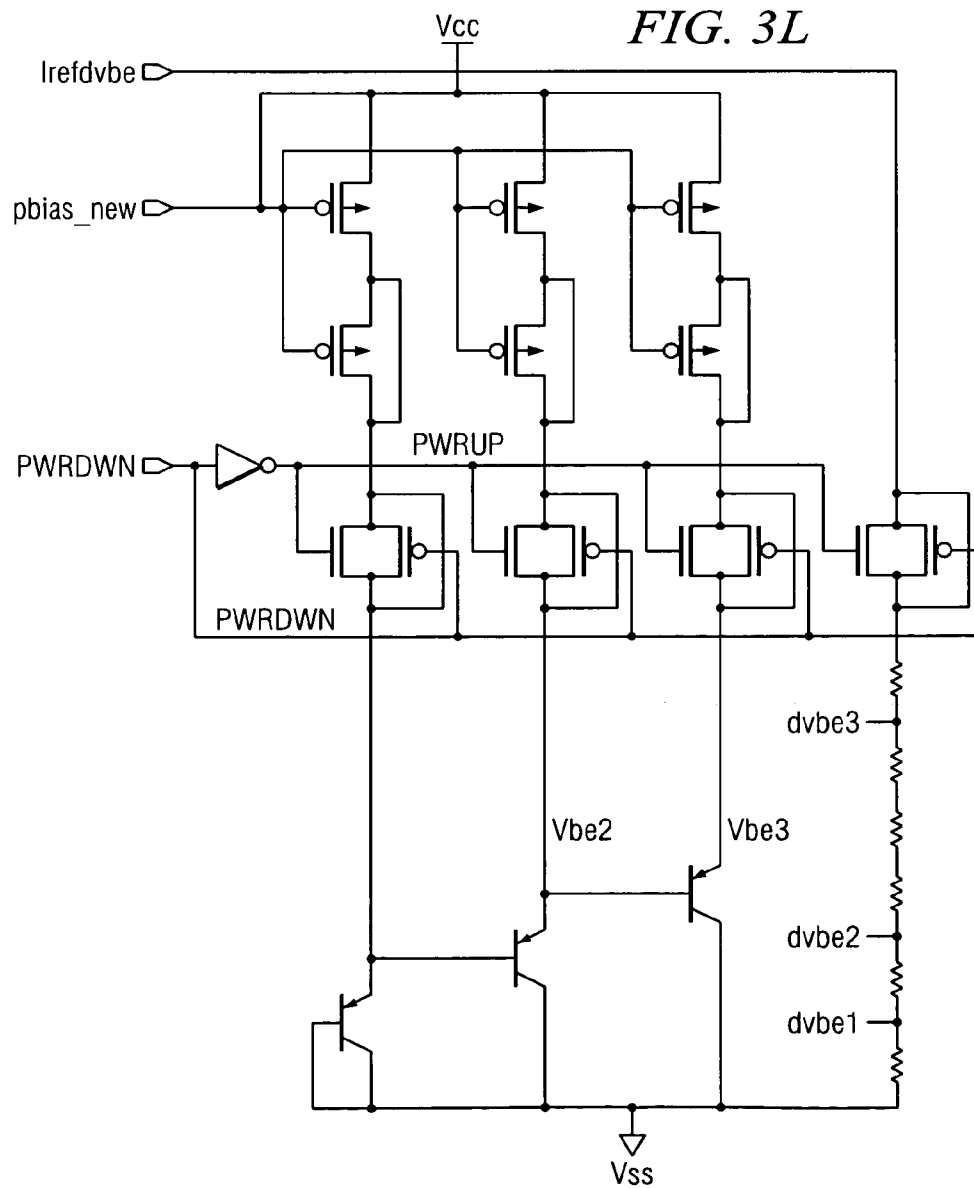 FIG. 3L
Vcc
Irefdvbe
pbias_new
PWRUP
PWRDWN
PWRDWN
dvbe3
Vbe2
Vbe3
dvbe2
dvbe1
Vss